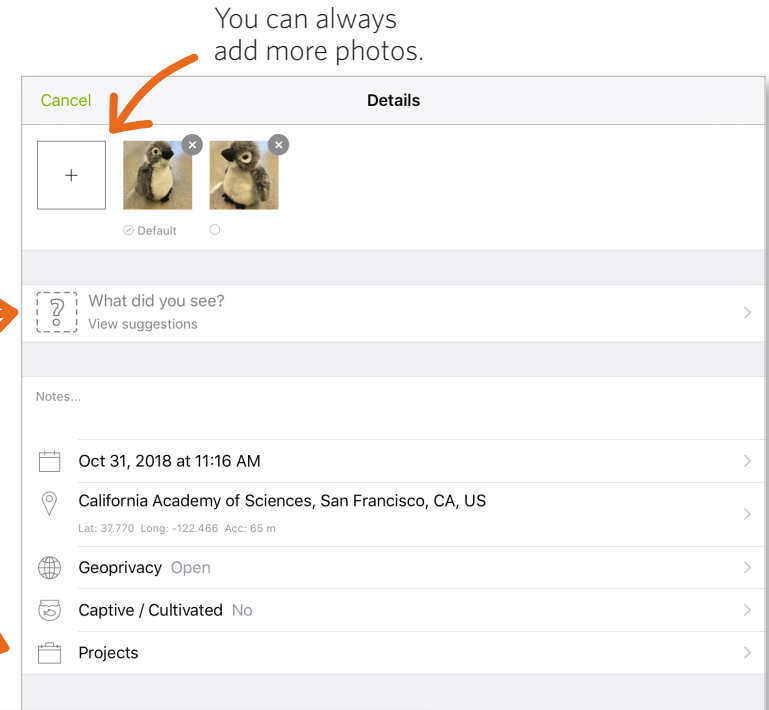 You can always
add more photos.
Cancel
Details
+
Default
?
What did you see?
View suggestions
Notes...
Oct 31, 2018 at 11:16 AM
California Academy of Sciences, San Francisco, CA, US
Lat: 37.770 Long: -122.466 Acc: 65 m
Geoprivacy Open
Captive / Cultivated No
Projects